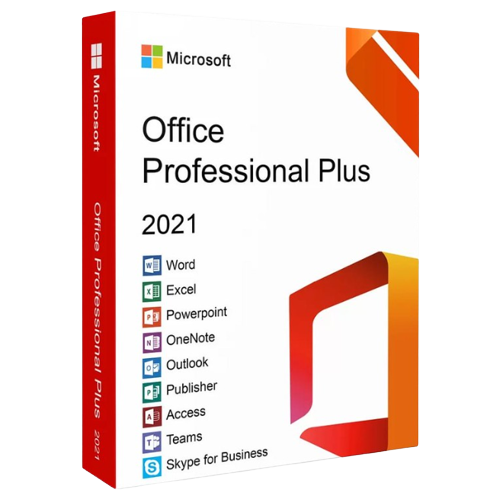 Microsoft
Office Professional Plus 2021
Microsoft
Office
Professional Plus
2021
Word
Excel
Powerpoint
OneNote
Outlook
Publisher
Access
Teams
Skype for Business